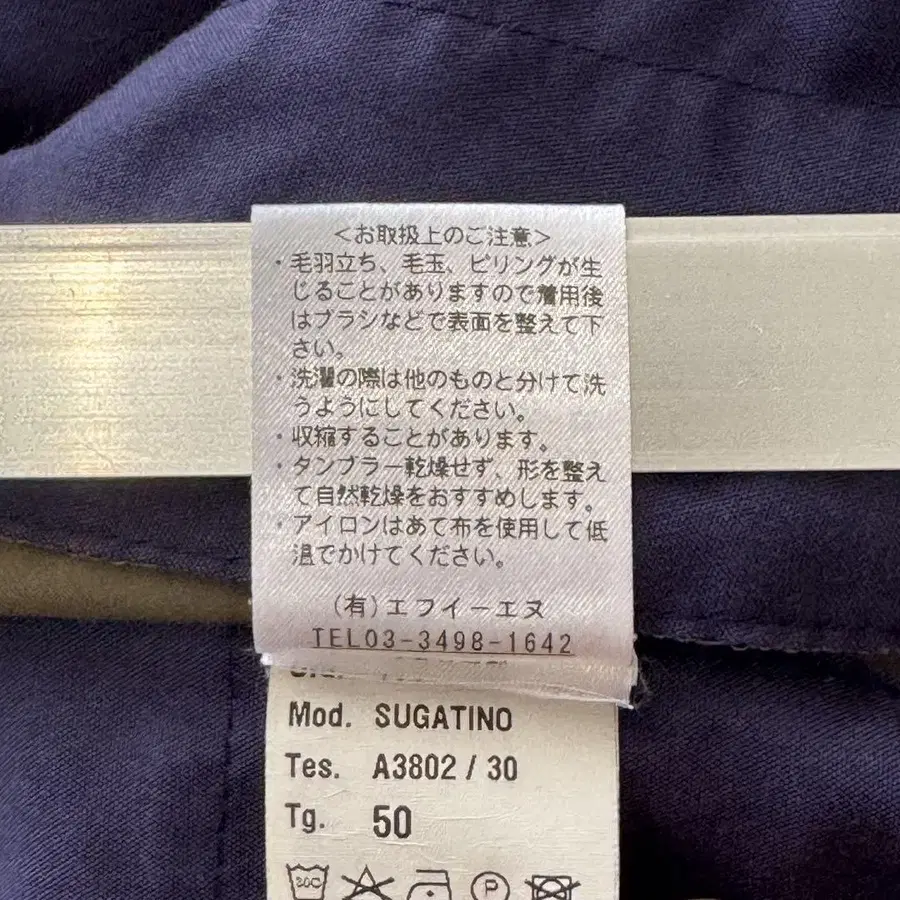 <お取扱上のご注意>
・毛羽立ち、毛玉、ピリングが生
じることがありますので着用後
はブラシなどで表面を整えて下
さい。
・洗濯の際は他のものと分けて洗
うようにしてください。
・収縮することがあります。
・タンブラー乾燥せず、形を整え
て自然乾燥をおすすめします。
・アイロンはあて布を使用して低
温でかけてください。
(有)エフイーエヌ
TEL03-3498-1642
Mod. SUGATINO
Tes. A3802 / 30
Tg. 50
30C P